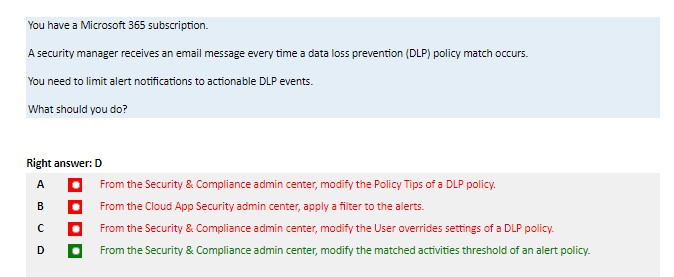 You have a Microsoft 365 subscription.
A security manager receives an email message every time a data loss prevention (DLP) policy match occurs.
You need to limit alert notifications to actionable DLP events.
What should you do?
Right answer: D
A From the Security & Compliance admin center, modify the Policy Tips of a DLP policy.
B From the Cloud App Security admin center, apply a filter to the alerts.
C From the Security & Compliance admin center, modify the User overrides settings of a DLP policy.
D From the Security & Compliance admin center, modify the matched activities threshold of an alert policy.